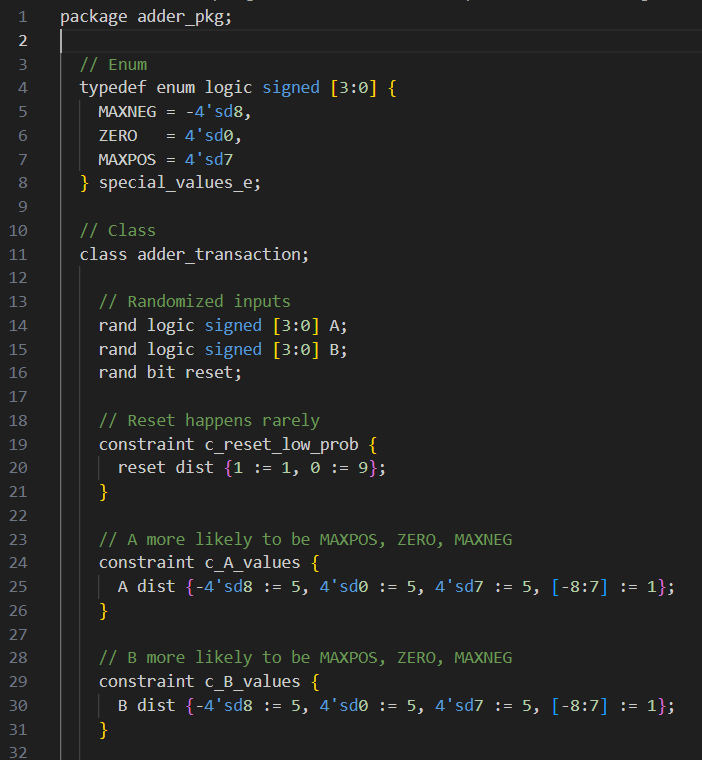 1 package adder_pkg;
2
3 // Enum
4 typedef enum logic signed [3:0] {
5 MAXNEG = -4'sd8,
6 ZERO   = 4'sd0,
7 MAXPOS = 4'sd7
8 } special_values_e;
9
10 // Class
11 class adder_transaction;
12
13 // Randomized inputs
14 rand logic signed [3:0] A;
15 rand logic signed [3:0] B;
16 rand bit reset;
17
18 // Reset happens rarely
19 constraint c_reset_low_prob {
20 reset dist {1 := 1, 0 := 9};
21 }
22
23 // A more likely to be MAXPOS, ZERO, MAXNEG
24 constraint c_A_values {
25 A dist {-4'sd8 := 5, 4'sd0 := 5, 4'sd7 := 5, [-8:7] := 1};
26 }
27
28 // B more likely to be MAXPOS, ZERO, MAXNEG
29 constraint c_B_values {
30 B dist {-4'sd8 := 5, 4'sd0 := 5, 4'sd7 := 5, [-8:7] := 1};
31 }
32